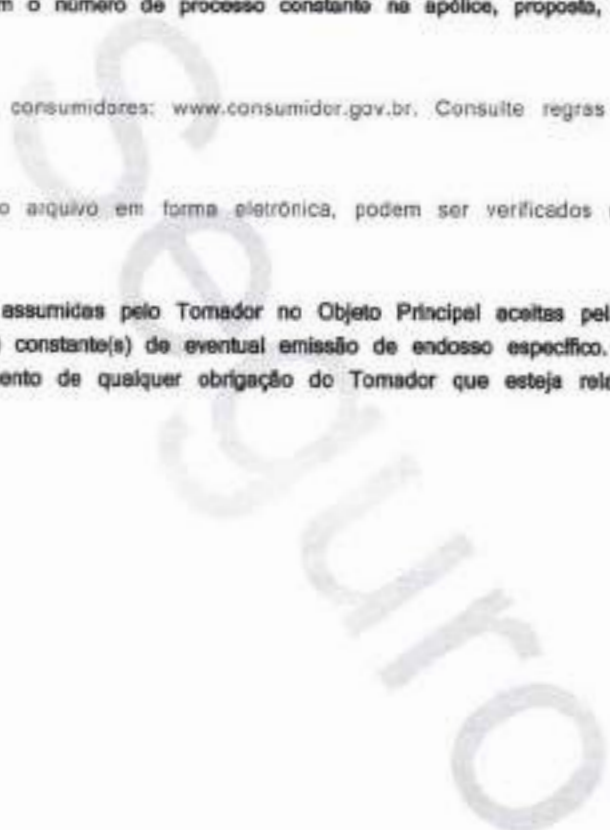 m o número de processo constante na apólice, proposta,
consumidores: www.consumidor.gov.br. Consulte regras
o arquivo em forma eletrônica, podem ser verificados
assumidas pelo Tomador no Objeto Principal aceitas pel
constante(s) de eventual emissão de endosso específico.
ento de qualquer obrigação do Tomador que esteja rela
Seguro